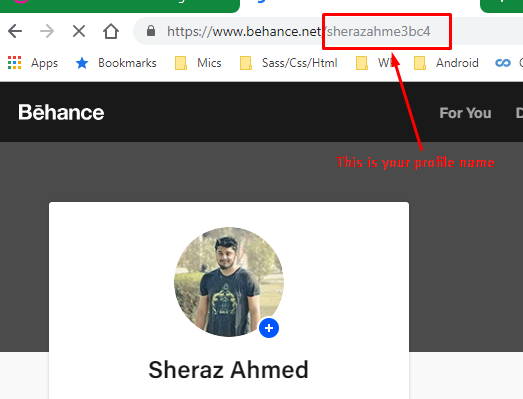 https://www.behance.net/sherazahme3bc4
Apps Bookmarks Mics Sass/Css/Html Android
Bēhance For You
This is your profile name
Sheraz Ahmed